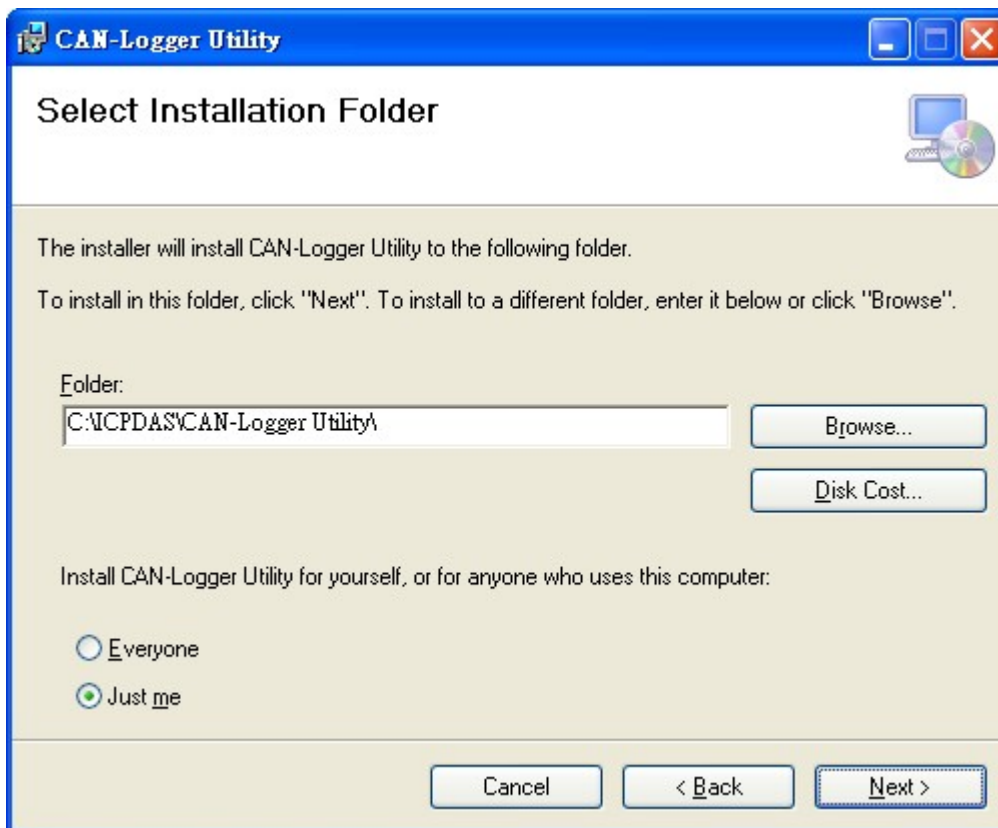 CAN-Logger Utility
Select Installation Folder
The installer will install CAN-Logger Utility to the following folder.
To install in this folder, click "Next". To install to a different folder, enter it below or click "Browse".
Folder:
C:\ICPDAS\CAN-Logger Utility\
Browse...
Disk Cost...
Install CAN-Logger Utility for yourself, or for anyone who uses this computer:
Everyone
Just me
Cancel
< Back
Next >